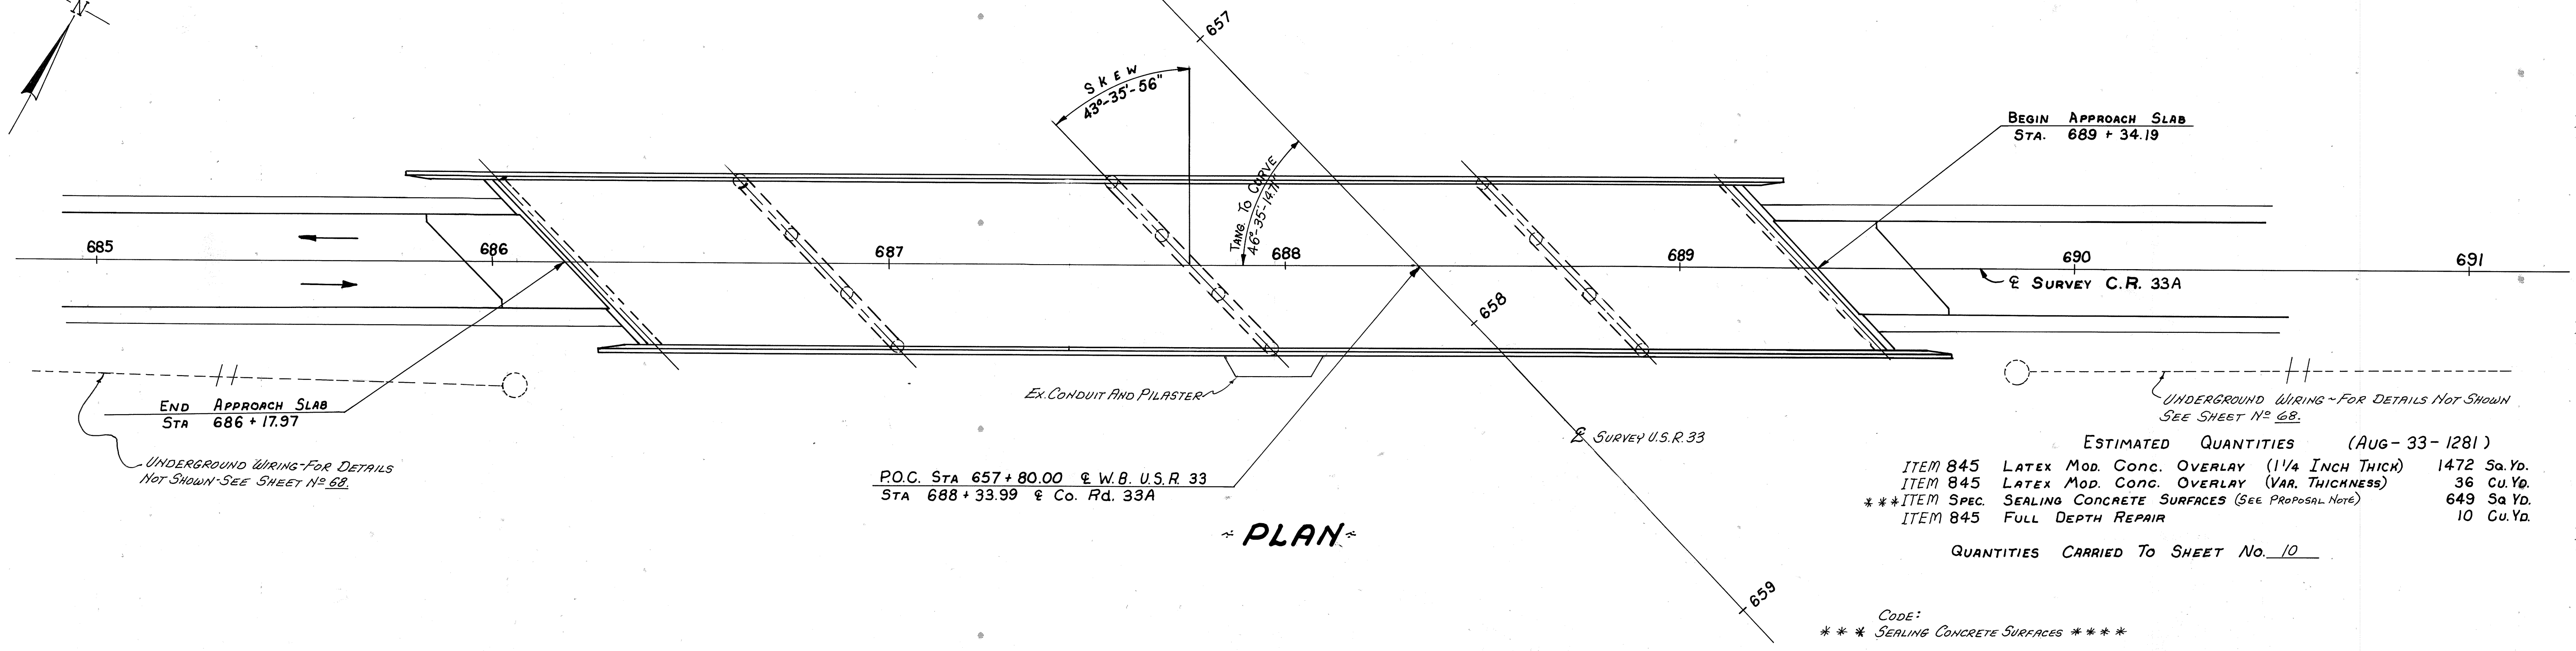 N
657
SKEW
43°-35'-56"
TANG. TO CURVE
46°-35'-14.71"
BEGIN APPROACH SLAB
STA. 689 + 34.19
685
686
687
688
689
690
691
℄ SURVEY C.R. 33A
658
EX. CONDUIT AND PILASTER
END APPROACH SLAB
STA 686 + 17.97
UNDERGROUND WIRING-FOR DETAILS
NOT SHOWN-SEE SHEET Nº 68.
UNDERGROUND WIRING~FOR DETAILS NOT SHOWN
SEE SHEET Nº 68.
℄ SURVEY U.S.R. 33
P.O.C. STA 657 + 80.00 ℄ W.B. U.S.R. 33
STA 688 + 33.99 ℄ Co. Rd. 33A
~ PLAN ~
659
ESTIMATED QUANTITIES (AUG-33-1281)
ITEM 845 LATEX MOD. CONC. OVERLAY (1 1/4 INCH THICK) 1472 SQ. YD.
ITEM 845 LATEX MOD. CONC. OVERLAY (VAR. THICKNESS) 36 CU. YD.
***ITEM SPEC. SEALING CONCRETE SURFACES (SEE PROPOSAL NOTE) 649 SQ YD.
ITEM 845 FULL DEPTH REPAIR 10 CU. YD.
QUANTITIES CARRIED TO SHEET NO. 10
CODE:
*** SEALING CONCRETE SURFACES ****